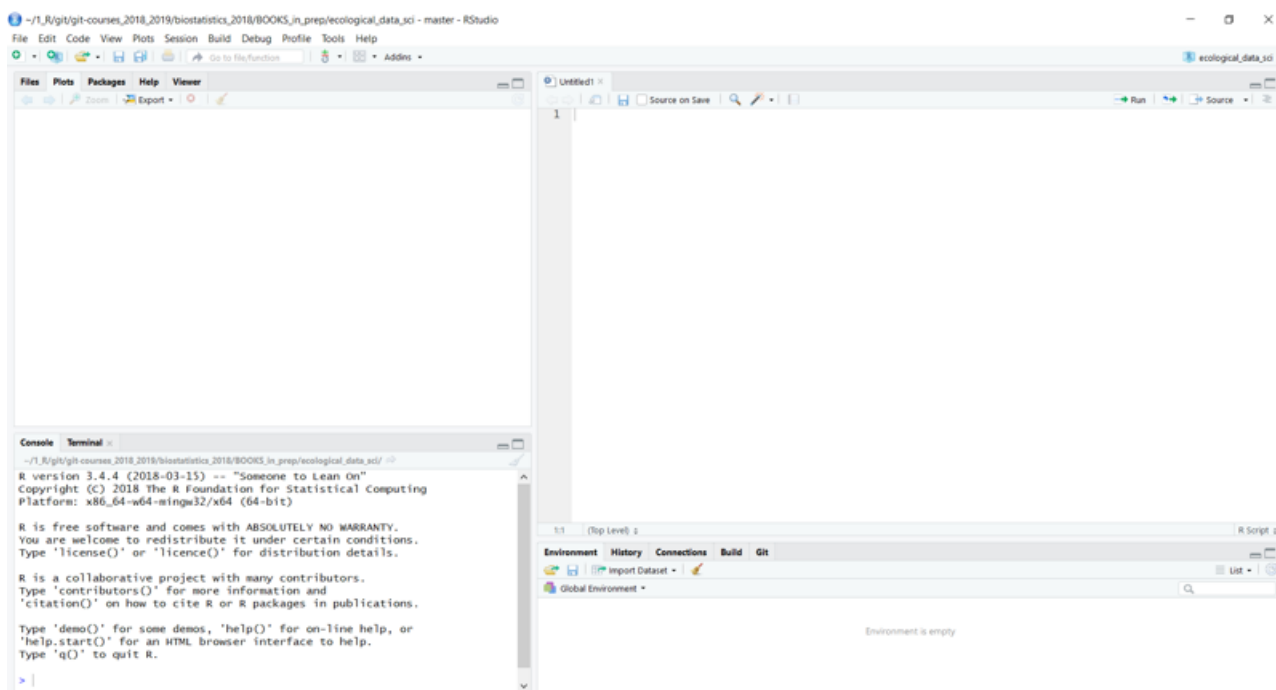 ~/1_R/git/git-courses_2018_2019/biostatistics_2018/BOOKS_in_prep/ecological_data_sci - master - RStudio
File Edit Code View Plots Session Build Debug Profile Tools Help
Go to file/function Addins ecological_data_sci
Files Plots Packages Help Viewer
Zoom Export
Untitled1
Source on Save Run Source
1
Console Terminal
~/1_R/git/git-courses_2018_2019/biostatistics_2018/BOOKS_in_prep/ecological_data_sci/
R version 3.4.4 (2018-03-15) -- "Someone to Lean On"
Copyright (C) 2018 The R Foundation for Statistical Computing
Platform: x86_64-w64-mingw32/x64 (64-bit)
R is free software and comes with ABSOLUTELY NO WARRANTY.
You are welcome to redistribute it under certain conditions.
Type 'license()' or 'licence()' for distribution details.
R is a collaborative project with many contributors.
Type 'contributors()' for more information and
'citation()' on how to cite R or R packages in publications.
Type 'demo()' for some demos, 'help()' for on-line help, or
'help.start()' for an HTML browser interface to help.
Type 'q()' to quit R.
>
1:1 (Top Level) R Script
Environment History Connections Build Git
Import Dataset List
Global Environment
Environment is empty